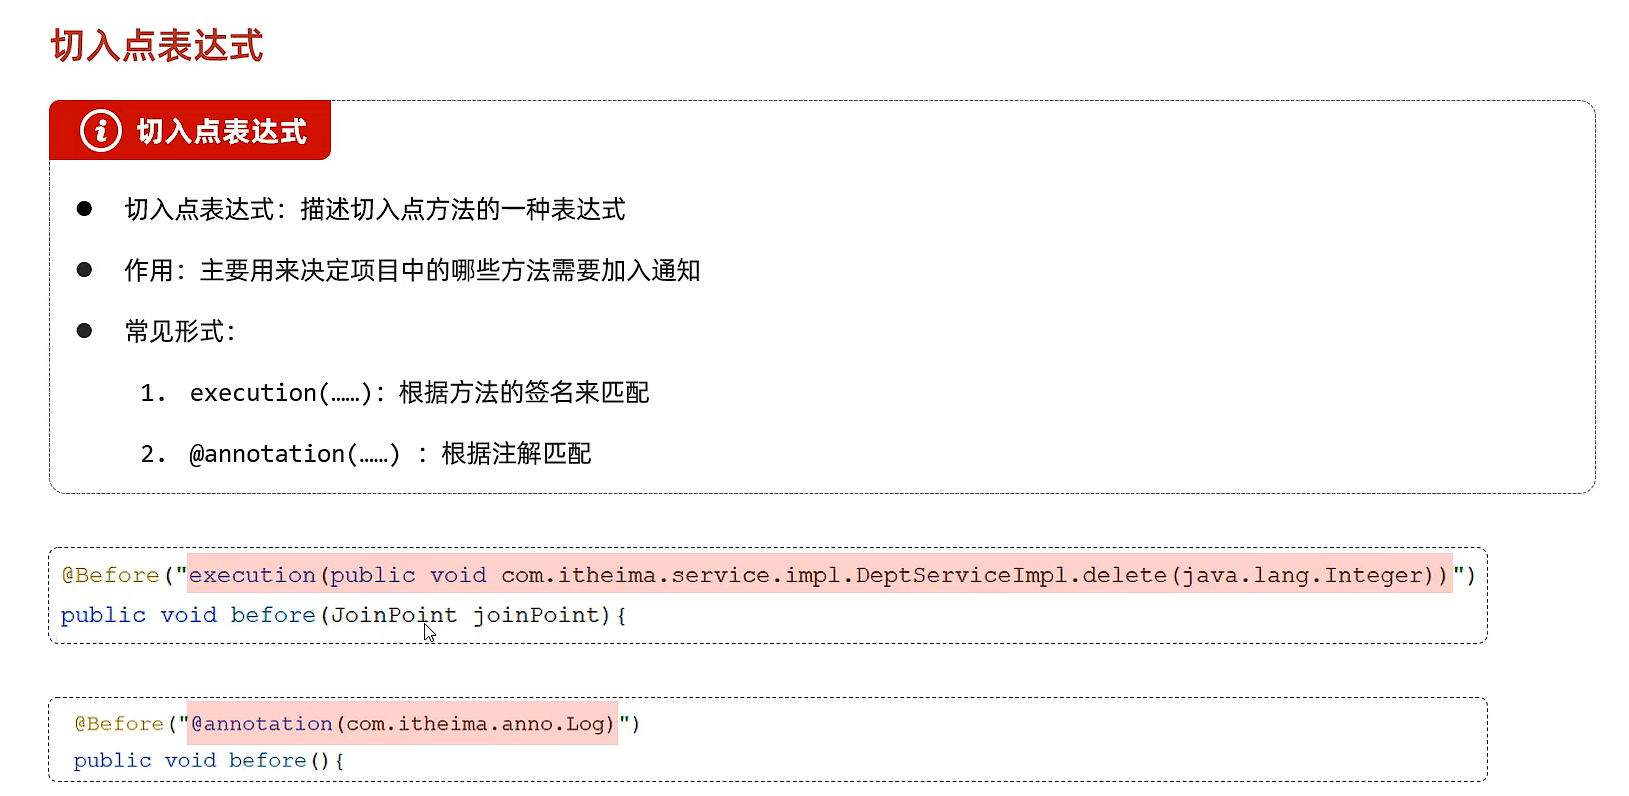 切入点表达式
切入点表达式
切入点表达式：描述切入点方法的一种表达式
作用：主要用来决定项目中的哪些方法需要加入通知
常见形式：
1. execution(……)：根据方法的签名来匹配
2. @annotation(……) ：根据注解匹配
@Before("execution(public void com.itheima.service.impl.DeptServiceImpl.delete(java.lang.Integer))")
public void before(JoinPoint joinPoint){
@Before("@annotation(com.itheima.anno.Log)")
public void before(){